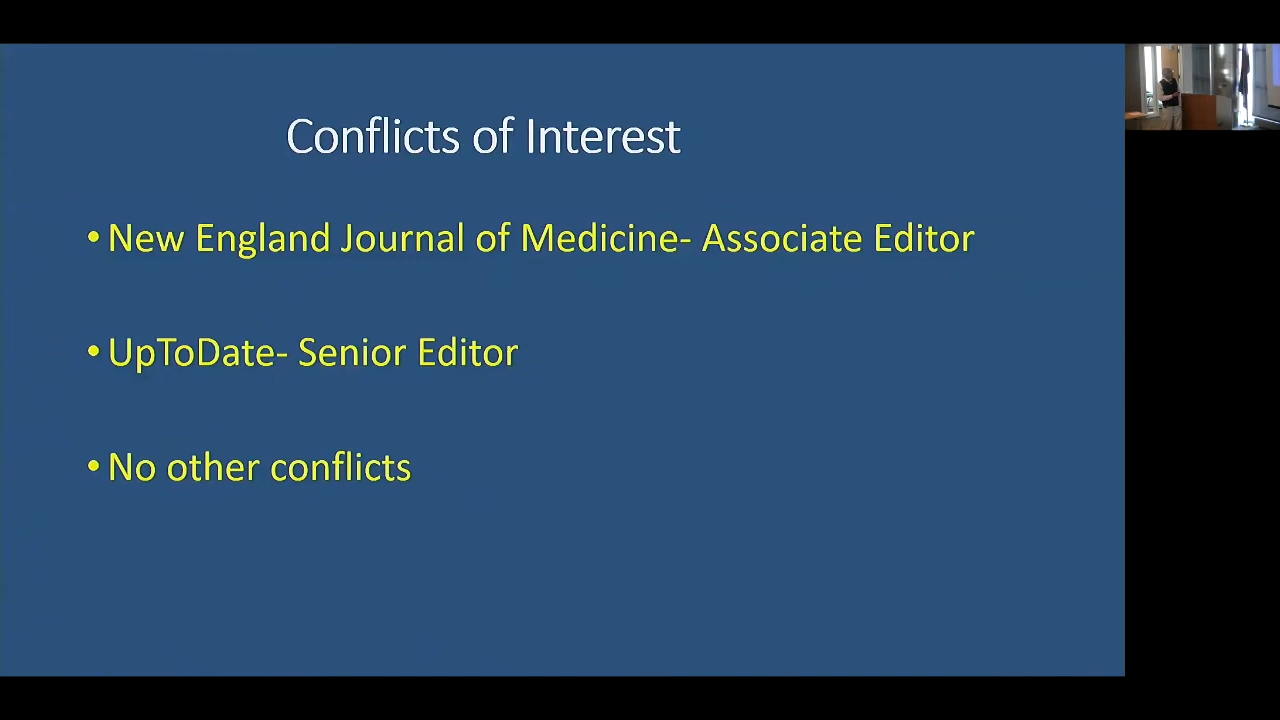 Conflicts of Interest
• New England Journal of Medicine- Associate Editor
• UpToDate- Senior Editor
• No other conflicts